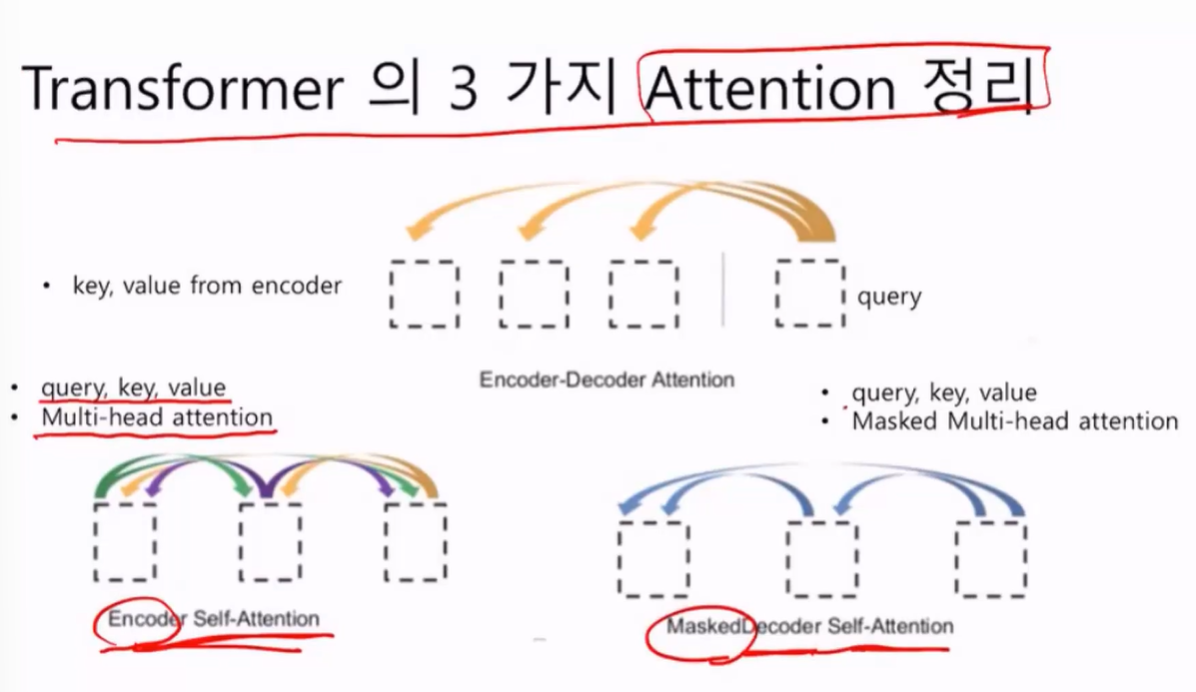 Transformer 의 3 가지 Attention 정리
• key, value from encoder
query
Encoder-Decoder Attention
• query, key, value
• Multi-head attention
• query, key, value
• Masked Multi-head attention
Encoder Self-Attention
MaskedDecoder Self-Attention